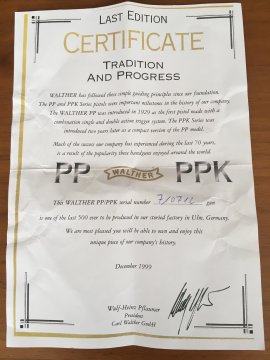 LAST EDITION
CERTIFICATE
TRADITION
AND PROGRESS
WALTHER has followed these simple guiding principles since our foundation.
The PP and PPK Series pistols were important milestones in the history of our company.
The WALTHER PP was introduced in 1929 as the first pistol made with a
combination single and double action trigger system. The PPK Series was
introduced two years later as a compact version of the PP model.
Much of the success our company has experienced during the last 70 years,
is a result of the popularity these handguns enjoyed around the world.
PP WALTHER PPK
This WALTHER PP/PPK serial number gun
is one of the last 500 ever to be produced in our storied factory in Ulm, Germany.
We are most pleased you will be able to own and enjoy this
unique piece of our company's history.
December 1999
Wolf-Heinz Pflaumer
President
Carl Walther GmbH